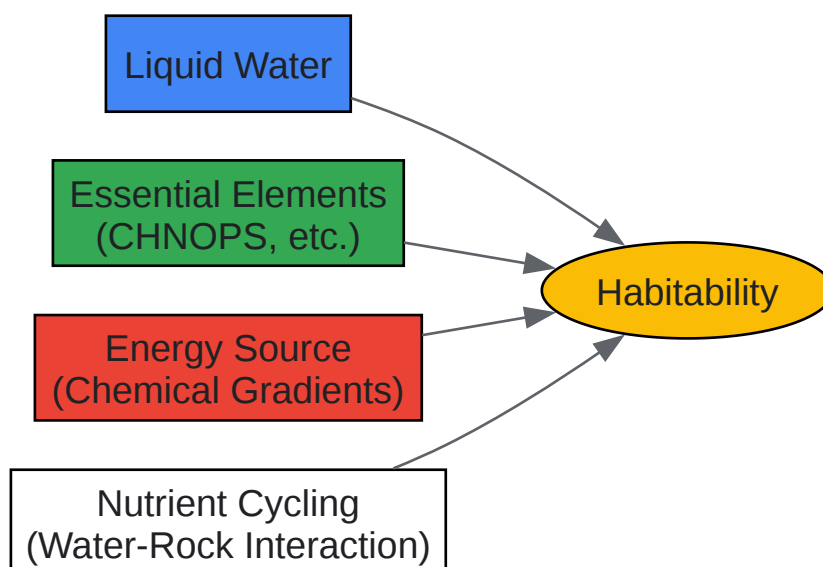 Liquid Water
Essential Elements
(CHNOPS, etc.)
Habitability
Energy Source
(Chemical Gradients)
Nutrient Cycling
(Water-Rock Interaction)